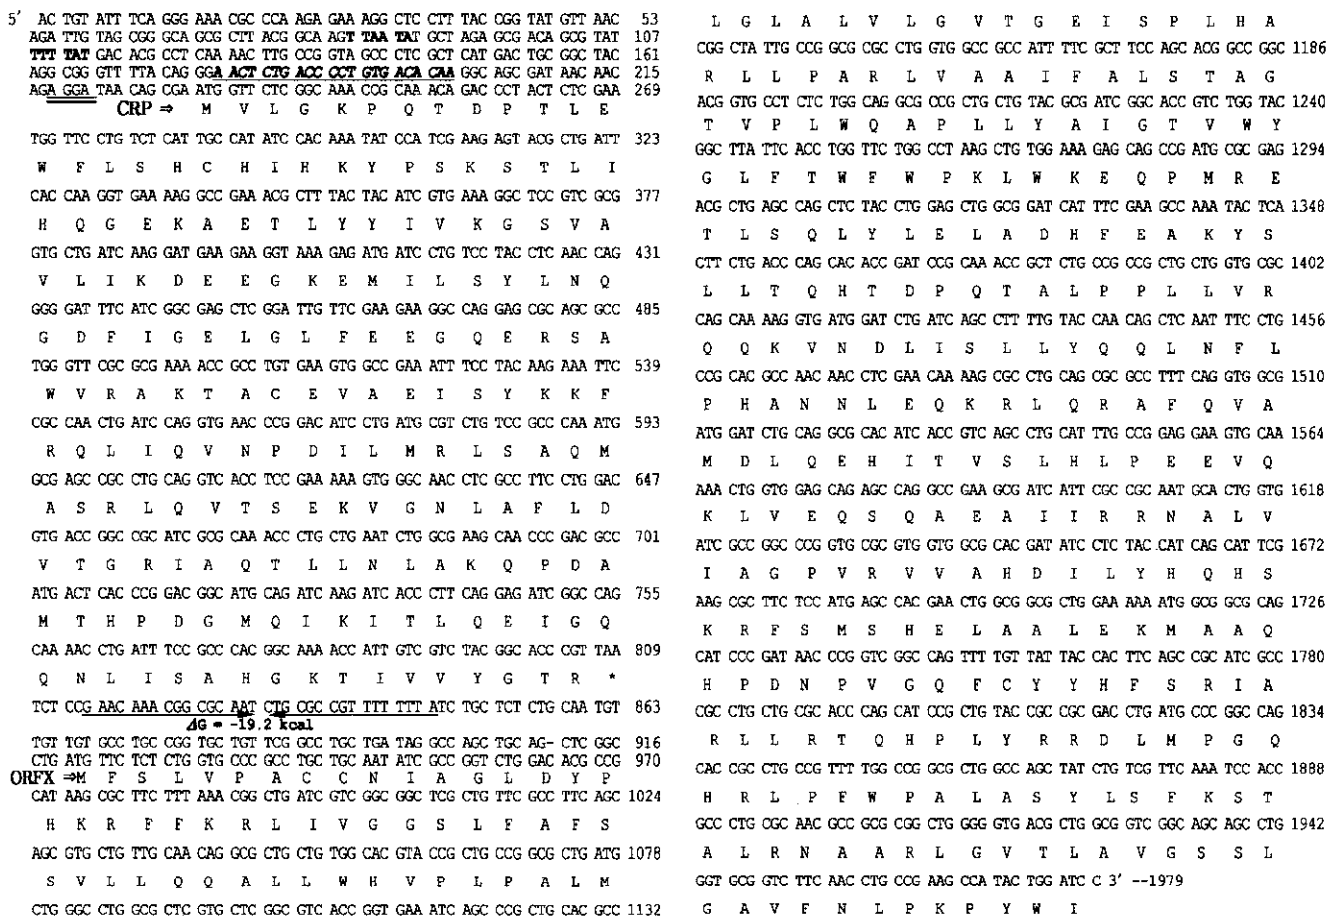 5' AC TGT ATT TCA GGG AAA CGC CCA AGA GAA AGG CTC CTT TAC CGG TAT GTT AAC 53
AGA TTG TAG CGG GCA GCG CTT ACG GCA AGT TAA TAT GCT AGA GCG ACA GCG TAT 107
TTT TAT GAC ACG CCT CAA AAC TTG CCG GTA GCC CTC GCT CAT GAC TGC GGC TAC 161
AGG CGG GTT TTA CAG GGA ACT CTG ACC CCT GTG ACA CAA GGC AGC GAT AAC AAC 215
AGA GGA TAA CAG CGA ATG GTT CTC GGC AAA CCG CAA ACA GAC CCT ACT CTC GAA 269
CRP ⇒ M V L G K P Q T D P T L E
TGG TTC CTG TCT CAT TGC CAT ATC CAC AAA TAT CCA TCG AAG AGT ACG CTG ATT 323
W F L S H C H I H K Y P S K S T L I
CAC CAA GGT GAA AAG GCC GAA ACG CTT TAC TAC ATC GTG AAA GGC TCC GTC GCG 377
H Q G E K A E T L Y Y I V K G S V A
GTG CTG ATC AAG GAT GAA GAA GGT AAA GAG ATG ATC CTG TCC TAC CTC AAC CAG 431
V L I K D E E G K E M I L S Y L N Q
GGG GAT TTC ATC GGC GAG CTC GGA TTG TTC GAA GAA GGC CAG GAG CGC AGC GCC 485
G D F I G E L G L F E E G Q E R S A
TGG GTT CGC GCG AAA ACC GCC TGT GAA GTG GCC GAA ATT TCC TAC AAG AAA TTC 539
W V R A K T A C E V A E I S Y K K F
CGC CAA CTG ATC CAG GTG AAC CCG GAC ATC CTG ATG CGT CTG TCC GCC CAA ATG 593
R Q L I Q V N P D I L M R L S A Q M
GCG AGC CGC CTG CAG GTC ACC TCC GAA AAA GTG GGC AAC CTC GCC TTC CTG GAC 647
A S R L Q V T S E K V G N L A F L D
GTG ACC GGC CGC ATC GCG CAA ACC CTG CTG AAT CTG GCG AAG CAA CCC GAC GCC 701
V T G R I A Q T L L N L A K Q P D A
ATG ACT CAC CCG GAC GGC ATG CAG ATC AAG ATC ACC CTT CAG GAG ATC GGC CAG 755
M T H P D G M Q I K I T L Q E I G Q
CAA AAC CTG ATT TCC GCC CAC GGC AAA ACC ATT GTC GTC TAC GGC ACC CGT TAA 809
Q N L I S A H G K T I V V Y G T R *
TCT CCG AAC AAA CGG CGC AAT CTG CGC CGT TTT TTT ATC TGC TCT CTG CAA TGT 863
ΔG = -19.2 kcal
TGT TGT GCC TGC CGG TGC TGT TCG GCC TGC TGA TAG GCC AGC TGC AG- CTC GGC 916
CTG ATG TTC TCT CTG GTG CCC GCC TGC TGC AAT ATC GCC GGT CTG GAC ACG CCG 970
ORFX ⇒M F S L V P A C C N I A G L D Y P
CAT AAG CGC TTC TTT AAA CGG CTG ATC GTC GGC GGC TCG CTG TTC GCC TTC AGC 1024
H K R F F K R L I V G G S L F A F S
AGC GTG CTG TTG CAA CAG GCG CTG CTG TGG CAC GTA CCG CTG CCG GCG CTG ATG 1078
S V L L Q Q A L L W H V P L P A L M
CTG GGC CTG GCG CTC GTG CTC GGC GTC ACC GGT GAA ATC AGC CCG CTG CAC GCC 1132
L G L A L V L G V T G E I S P L H A
CGG CTA TTG CCG GCG CGC CTG GTG GCC GCC ATT TTC GCT TCC AGC ACG GCC GGC 1186
R L L P A R L V A A I F A L S T A G
ACG GTG CCT CTC TGG CAG GCG CCG CTG CTG TAC GCG ATC GGC ACC GTC TGG TAC 1240
T V P L W Q A P L L Y A I G T V W Y
GGC TTA TTC ACC TGG TTC TGG CCT AAG CTG TGG AAA GAG CAG CCG ATG CGC GAG 1294
G L F T W F W P K L W K E Q P M R E
ACG CTG AGC CAG CTC TAC CTG GAG CTG GCG GAT CAT TTC GAA GCC AAA TAC TCA 1348
T L S Q L Y L E L A D H F E A K Y S
CTT CTG ACC CAG CAC ACC GAT CCG CAA ACC GCT CTG CCG CCG CTG CTG GTG CGC 1402
L L T Q H T D P Q T A L P P L L V R
CAG CAA AAG GTG ATG GAT CTG ATC AGC CTT TTG TAC CAA CAG CTC AAT TTC CTG 1456
Q Q K V N D L I S L L Y Q Q L N F L
CCG CAC GCC AAC AAC CTC GAA CAA AAG CGC CTG CAG CGC GCC TTT CAG GTG GCG 1510
P H A N N L E Q K R L Q R A F Q V A
ATG GAT CTG CAG GCG CAC ATC ACC GTC AGC CTG CAT TTG CCG GAG GAA GTG CAA 1564
M D L Q E H I T V S L H L P E E V Q
AAA CTG GTG GAG CAG AGC CAG GCC GAA GCG ATC ATT CGC CGC AAT GCA CTG GTG 1618
K L V E Q S Q A E A I I R R N A L V
ATC GCC GGC CCG GTG CGC GTG GTG GCG CAC GAT ATC CTC TAC CAT CAG CAT TCG 1672
I A G P V R V V A H D I L Y H Q H S
AAG CGC TTC TCC ATG AGC CAC GAA CTG GCG GCG CTG GAA AAA ATG GCG GCG CAG 1726
K R F S M S H E L A A L E K M A A Q
CAT CCC GAT AAC CCG GTC GGC CAG TTT TGT TAT TAC CAC TTC AGC CGC ATC GCC 1780
H P D N P V G Q F C Y Y H F S R I A
CGC CTG CTG CGC ACC CAG CAT CCG CTG TAC CGC CGC GAC CTG ATG CCC GGC CAG 1834
R L L R T Q H P L Y R R D L M P G Q
CAC CGC CTG CCG TTT TGG CCG GCG CTG GCC AGC TAT CTG TCG TTC AAA TCC ACC 1888
H R L P F W P A L A S Y L S F K S T
GCC CTG CGC AAC GCC GCG CGG CTG GGG GTG ACG CTG GCG GTC GGC AGC AGC CTG 1942
A L R N A A R L G V T L A V G S S L
GGT GCG GTC TTC AAC CTG CCG AAG CCA TAC TGG ATC C 3' --1979
G A V F N L P K P Y W I